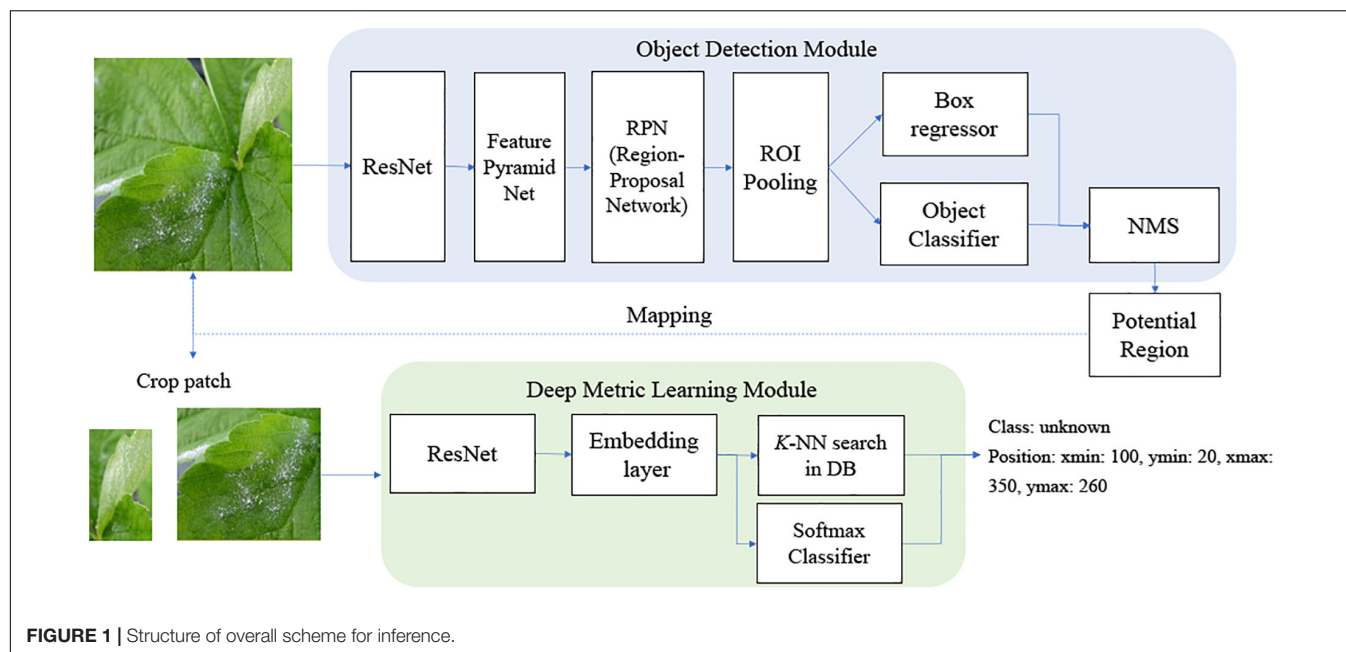 Object Detection Module
ResNet
Feature
Pyramid
Net
RPN
(Region-
Proposal
Network)
ROI
Pooling
Box
regressor
Object
Classifier
NMS
Mapping
Potential
Region
Crop patch
Deep Metric Learning Module
ResNet
Embedding
layer
K-NN search
in DB
Softmax
Classifier
Class: unknown
Position: xmin: 100, ymin: 20, xmax:
350, ymax: 260
FIGURE 1 | Structure of overall scheme for inference.